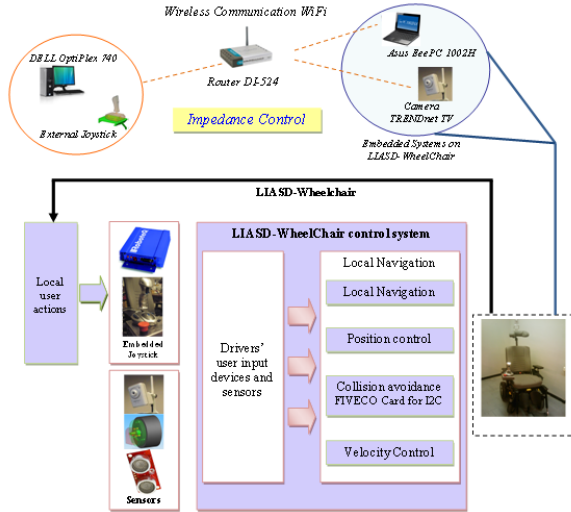 Wireless Communication WiFi
DELL OptiPlex 740
Router DI-524
External Joystick
Asus EeePC 1002H
Camera
TRENDnet TV
Impedance Control
Embedded Systems on
LIASD-WheelChair
LIASD-Wheelchair
LIASD-WheelChair control system
Local
user
actions
Embedded
Joystick
Sensors
Drivers'
user input
devices and
sensors
Local Navigation
Local Navigation
Position control
Collision avoidance
FIVECO Card for I2C
Velocity Control